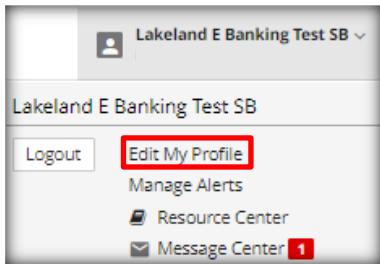 Lakeland E Banking Test SB
Lakeland E Banking Test SB
Logout Edit My Profile
Manage Alerts
Resource Center
Message Center 1